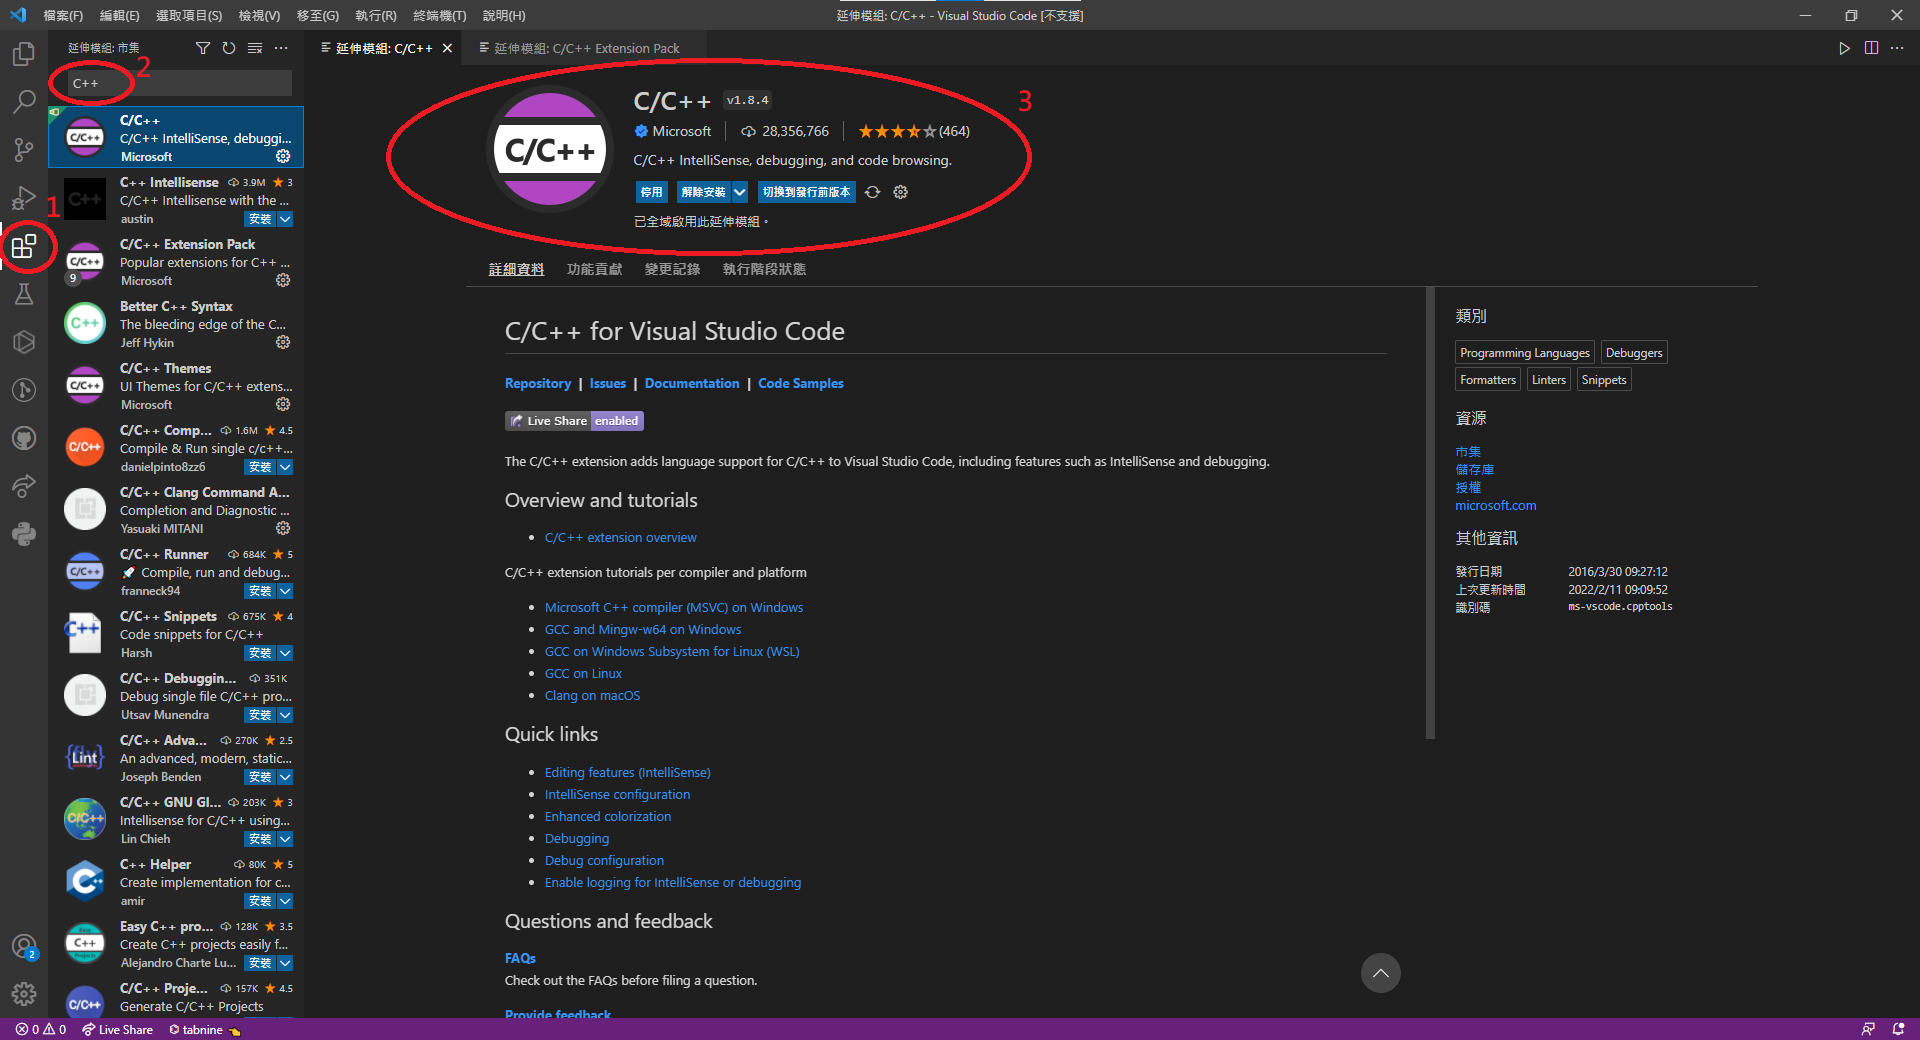 檔案(F) 編輯(E) 選取項目(S) 檢視(V) 移至(G) 執行(R) 終端機(T) 說明(H)
延伸模組: C/C++ - Visual Studio Code [不支援]
延伸模組: 市集
延伸模組: C/C++
延伸模組: C/C++ Extension Pack
1
2
3
C++
C/C++
C/C++ IntelliSense, debuggi...
Microsoft
C++ Intellisense 3.9M 3
C/C++ Intellisense with the ...
austin 安裝
C/C++ Extension Pack
Popular extensions for C++ ...
9 Microsoft
Better C++ Syntax
The bleeding edge of the C...
Jeff Hykin
C/C++ Themes
UI Themes for C/C++ extens...
Microsoft
C/C++ Comp... 1.6M 4.5
Compile & Run single c/c++...
danielpinto8zz6 安裝
C/C++ Clang Command A...
Completion and Diagnostic ...
Yasuaki MITANI
C/C++ Runner 684K 5
🚀 Compile, run and debug...
franneck94 安裝
C/C++ Snippets 675K 4
Code snippets for C/C++
Harsh 安裝
C/C++ Debuggin... 351K
Debug single file C/C++ pro...
Utsav Munendra 安裝
C/C++ Adva... 270K 2.5
An advanced, modern, static...
Joseph Benden 安裝
C/C++ GNU Gl... 203K 3
Intellisense for C/C++ using...
Lin Chieh 安裝
C++ Helper 80K 5
Create implementation for c...
amir 安裝
Easy C++ pro... 128K 3.5
Create C++ projects easily f...
Alejandro Charte Lu... 安裝
C/C++ Proje... 157K 4.5
Generate C/C++ Projects
C/C++
C/C++ v1.8.4
Microsoft | 28,356,766 | (464)
C/C++ IntelliSense, debugging, and code browsing.
停用 解除安裝 切換到發行前版本
已全域啟用此延伸模組。
詳細資料 功能貢獻 變更記錄 執行階段狀態
C/C++ for Visual Studio Code
Repository | Issues | Documentation | Code Samples
Live Share enabled
The C/C++ extension adds language support for C/C++ to Visual Studio Code, including features such as IntelliSense and debugging.
Overview and tutorials
C/C++ extension overview
C/C++ extension tutorials per compiler and platform
Microsoft C++ compiler (MSVC) on Windows
GCC and Mingw-w64 on Windows
GCC on Windows Subsystem for Linux (WSL)
GCC on Linux
Clang on macOS
Quick links
Editing features (IntelliSense)
IntelliSense configuration
Enhanced colorization
Debugging
Debug configuration
Enable logging for IntelliSense or debugging
Questions and feedback
FAQs
Check out the FAQs before filing a question.
Provide feedback
類別
Programming Languages Debuggers
Formatters Linters Snippets
資源
市集
儲存庫
授權
microsoft.com
其他資訊
發行日期 2016/3/30 09:27:12
上次更新時間 2022/2/11 09:09:52
識別碼 ms-vscode.cpptools
2
0 0 Live Share tabnine